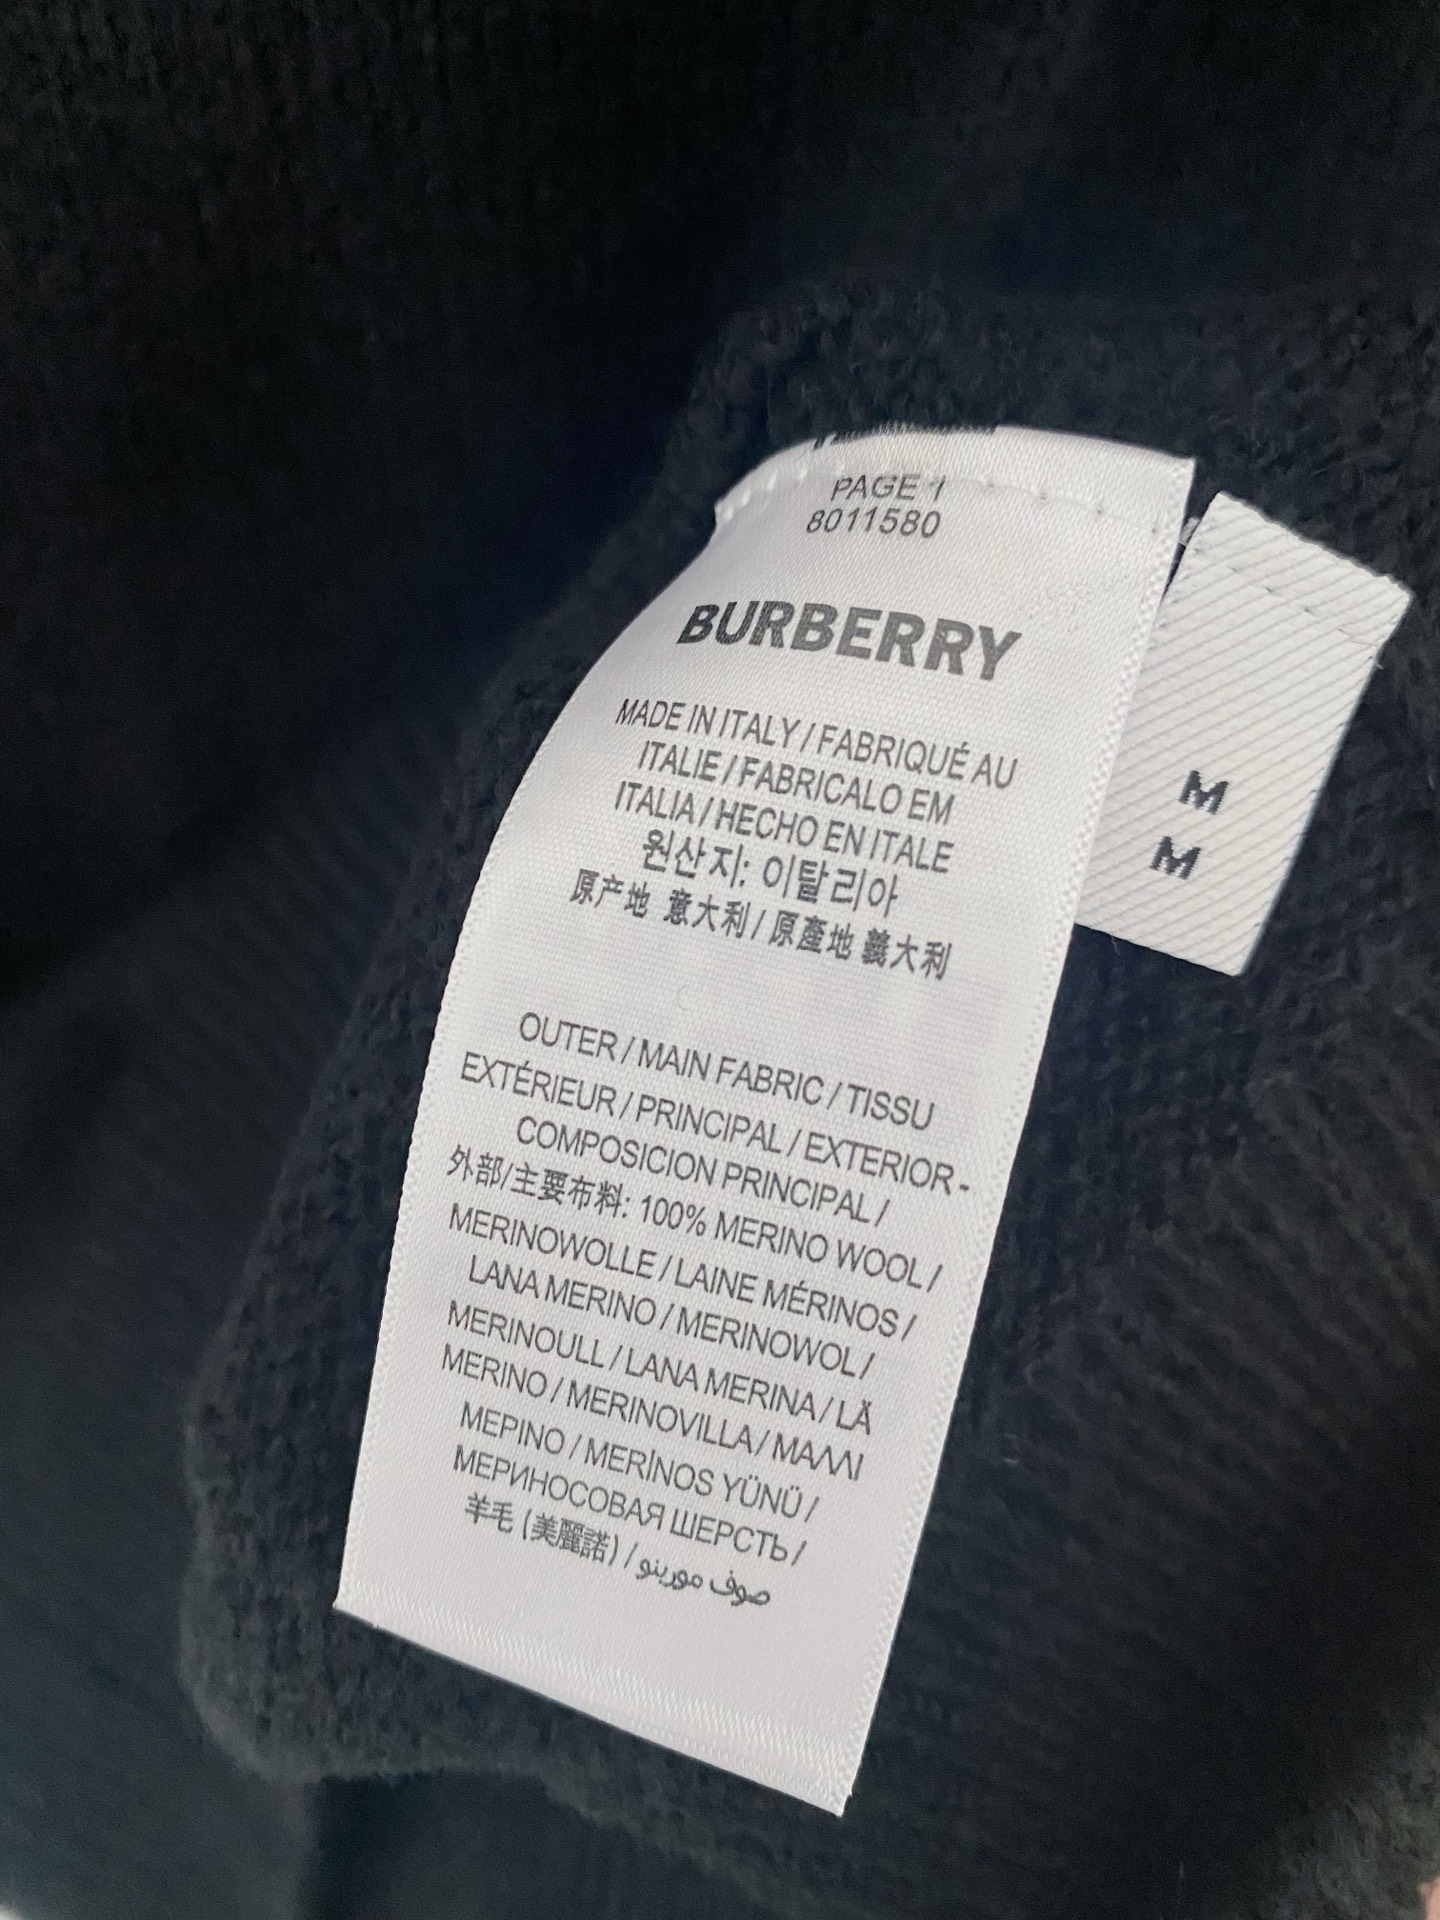 PAGE 1
8011580
BURBERRY
MADE IN ITALY / FABRIQUÉ AU
ITALIE / FABRICALO EM
ITALIA / HECHO EN ITALE
원산지: 이탈리아
原产地 意大利 / 原產地 義大利
OUTER / MAIN FABRIC / TISSU
EXTÉRIEUR / PRINCIPAL / EXTERIOR -
COMPOSICION PRINCIPAL /
外部/主要布料: 100% MERINO WOOL /
MERINOWOLLE / LAINE MÉRINOS /
LANA MERINO / MERINOWOL /
MERINOULL / LANA MERINA / LÃ
MERINO / MERINOVILLA / ΜΑΛΛΙ
ΜΕΡΙΝΟ / MERİNOS YÜNÜ /
МЕРИНОСОВАЯ ШЕРСТЬ /
羊毛 (美麗諾) / صوف مورينو
M
M